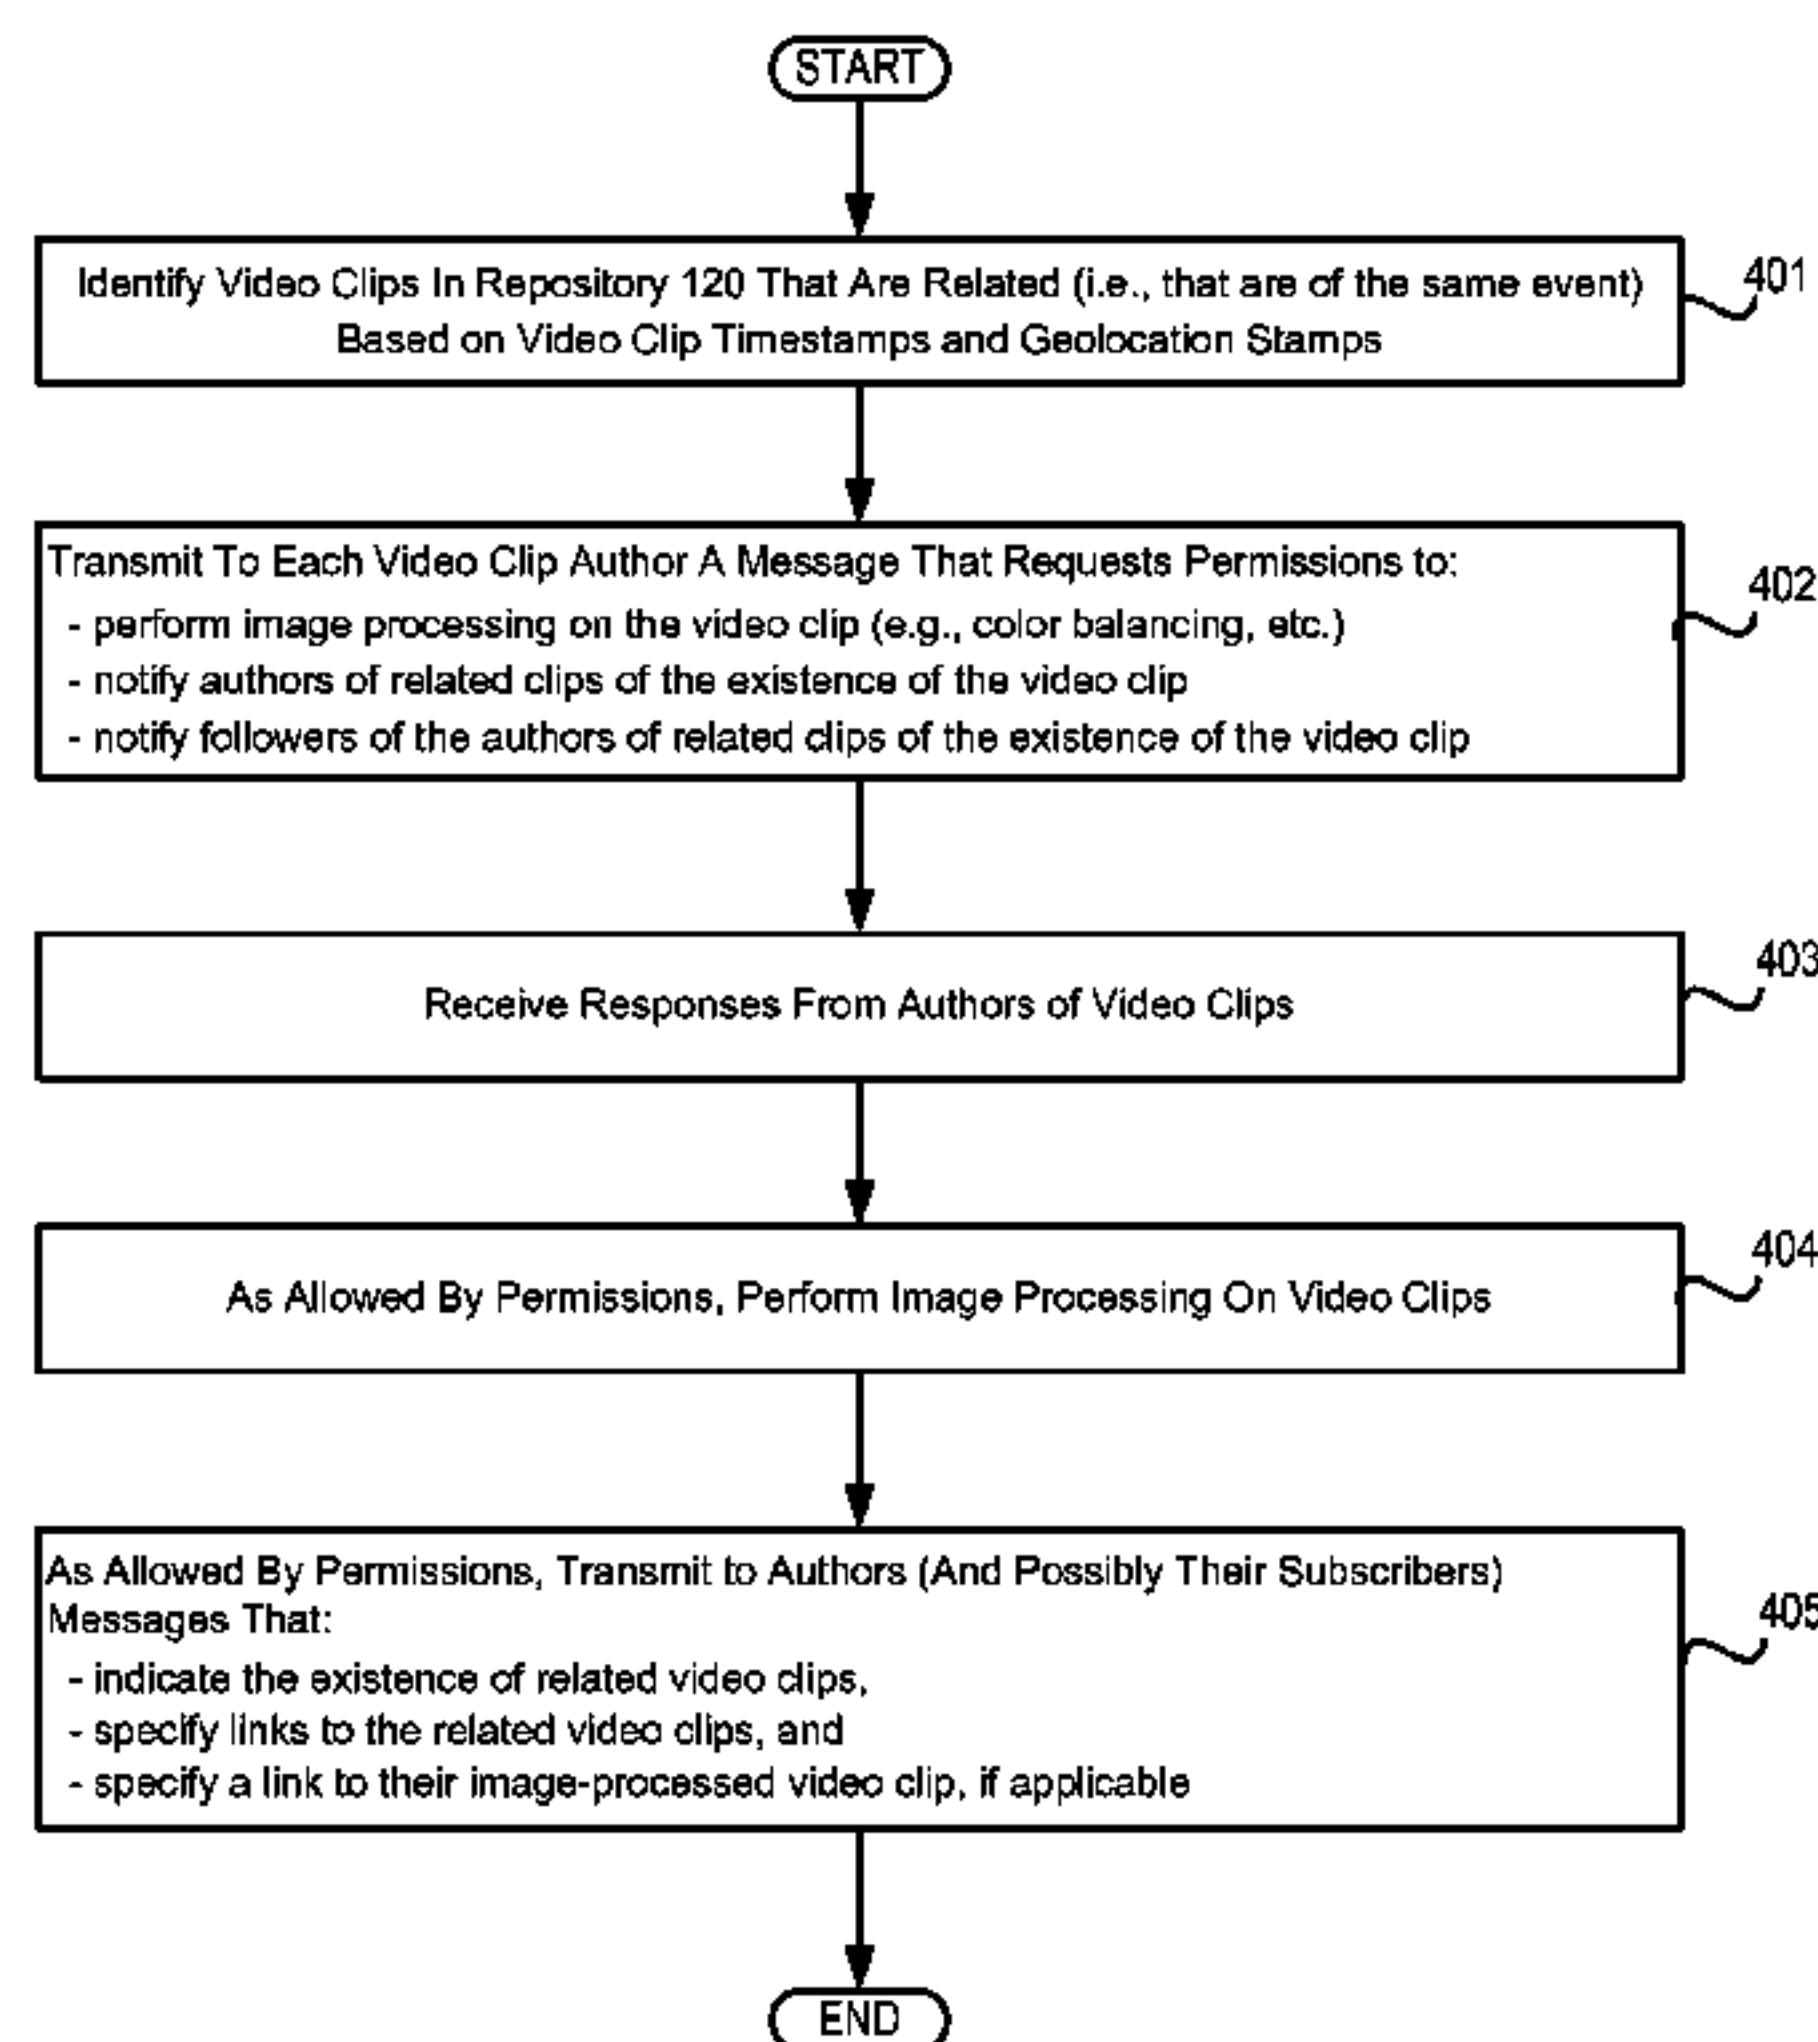 START
Identify Video Clips In Repository 120 That Are Related (i.e., that are of the same event)
Based on Video Clip Timestamps and Geolocation Stamps
401
Transmit To Each Video Clip Author A Message That Requests Permissions to:
- perform image processing on the video clip (e.g., color balancing, etc.)
- notify authors of related clips of the existence of the video clip
- notify followers of the authors of related clips of the existence of the video clip
402
Receive Responses From Authors of Video Clips
403
As Allowed By Permissions, Perform Image Processing On Video Clips
404
As Allowed By Permissions, Transmit to Authors (And Possibly Their Subscribers)
Messages That:
- indicate the existence of related video clips,
- specify links to the related video clips, and
- specify a link to their image-processed video clip, if applicable
405
END